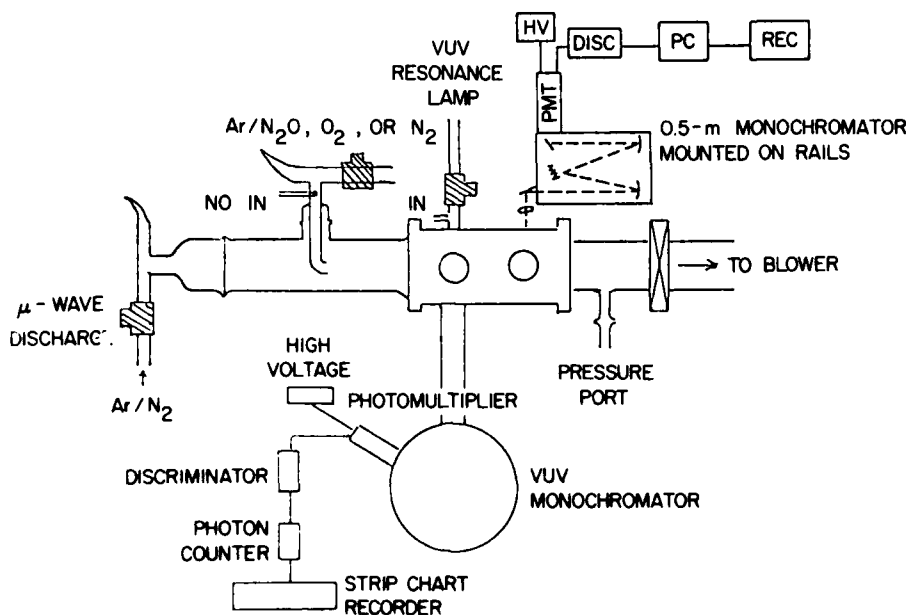 HV
DISC
PC
REC
PMT
VUV
RESONANCE
LAMP
Ar/N2O, O2, OR N2
0.5-m MONOCHROMATOR
MOUNTED ON RAILS
NO IN
IN
TO BLOWER
μ-WAVE
DISCHARGE
Ar/N2
HIGH
VOLTAGE
PHOTOMULTIPLIER
PRESSURE
PORT
DISCRIMINATOR
VUV
MONOCHROMATOR
PHOTON
COUNTER
STRIP CHART
RECORDER